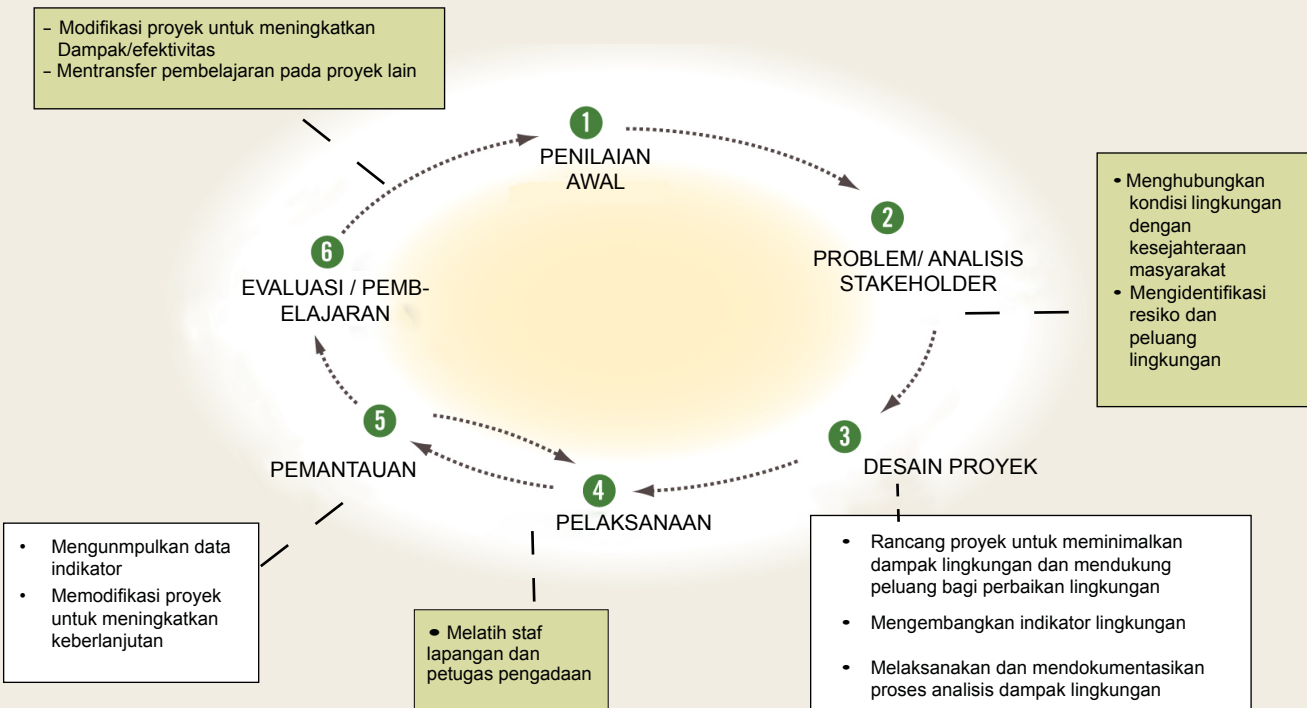 – Modifikasi proyek untuk meningkatkan
Dampak/efektivitas
– Mentransfer pembelajaran pada proyek lain
1
PENILAIAN
AWAL
2
PROBLEM/ ANALISIS
STAKEHOLDER
• Menghubungkan
kondisi lingkungan
dengan
kesejahteraan
masyarakat
• Mengidentifikasi
resiko dan
peluang
lingkungan
3
DESAIN PROYEK
• Rancang proyek untuk meminimalkan
dampak lingkungan dan mendukung
peluang bagi perbaikan lingkungan
• Mengembangkan indikator lingkungan
• Melaksanakan dan mendokumentasikan
proses analisis dampak lingkungan
4
PELAKSANAAN
• Melatih staf
lapangan dan
petugas pengadaan
5
PEMANTAUAN
• Mengunmpulkan data
indikator
• Memodifikasi proyek
untuk meningkatkan
keberlanjutan
6
EVALUASI / PEMB-
ELAJARAN